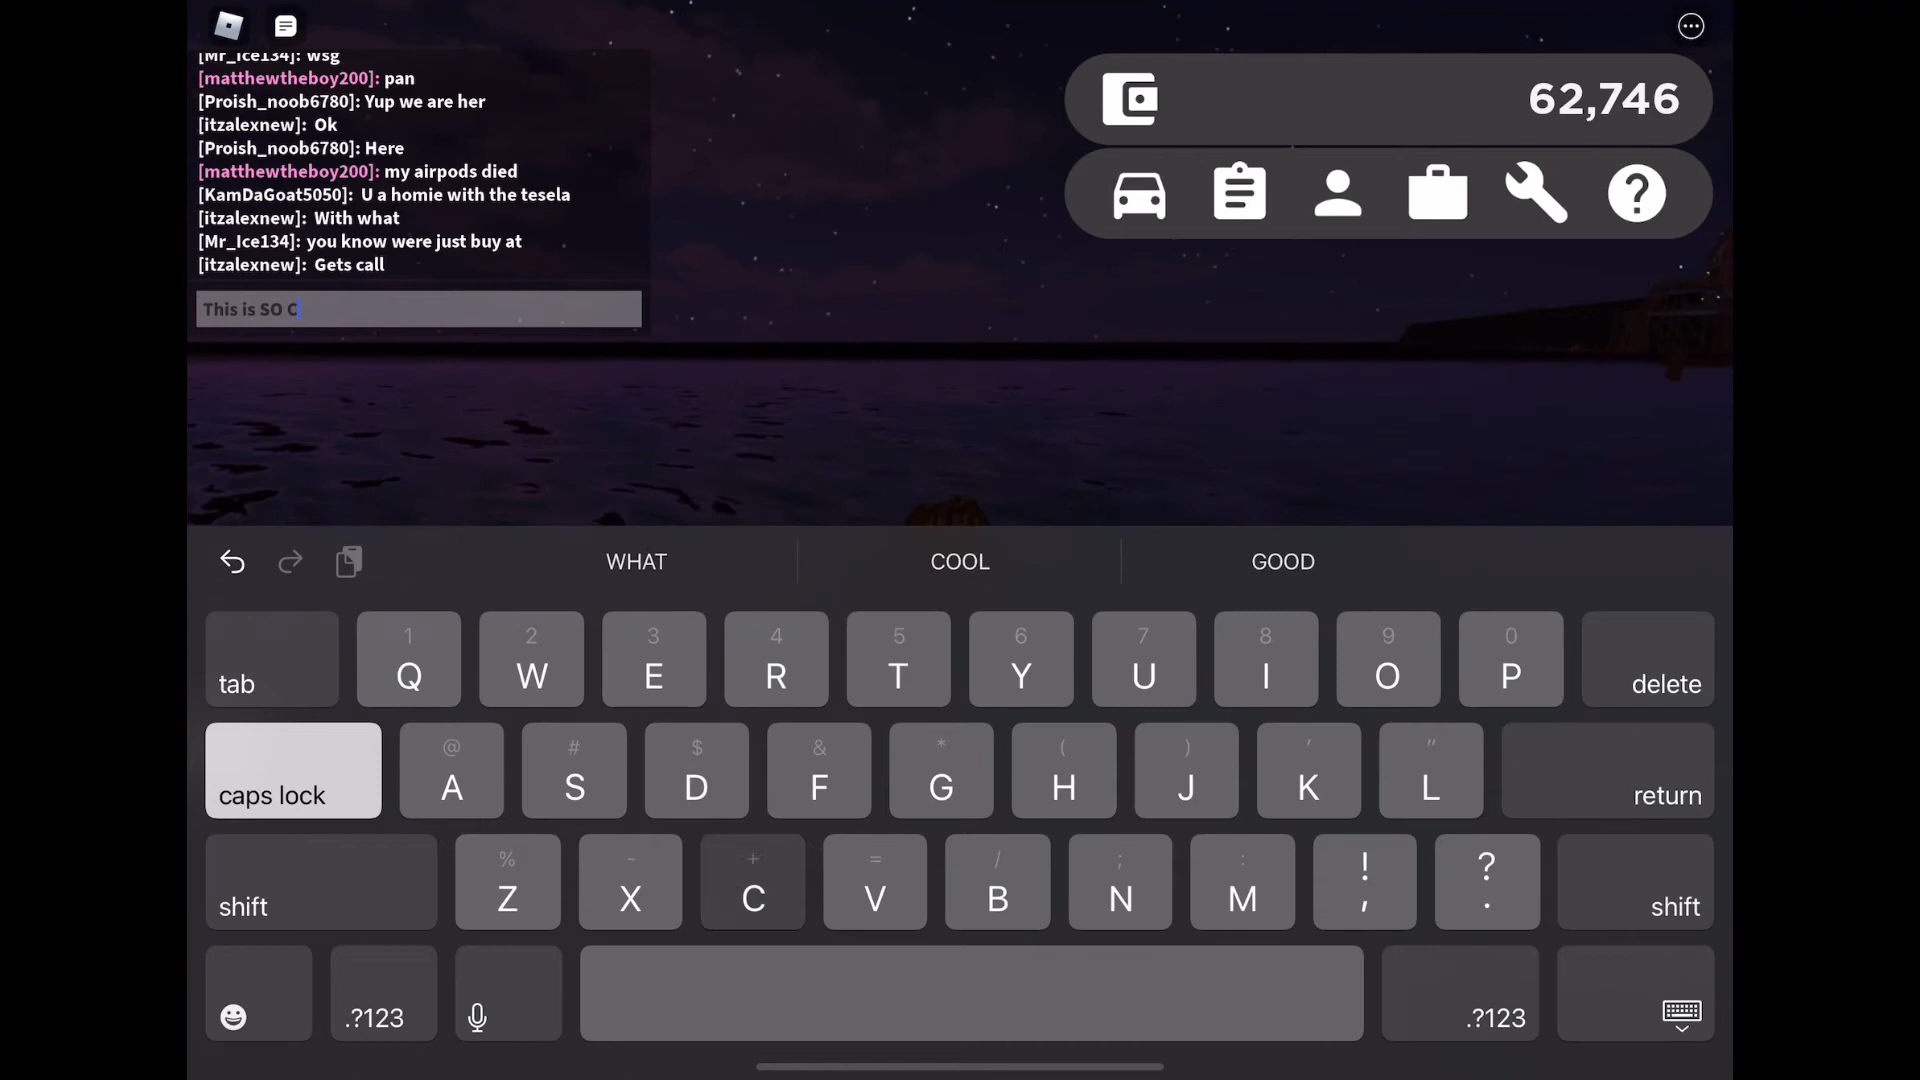 [Mr_Ice134]: wsg
[matthewtheboy200]: pan
[Proish_noob6780]: Yup we are her
[itzalexnew]: Ok
[Proish_noob6780]: Here
[matthewtheboy200]: my airpods died
[KamDaGoat5050]: U a homie with the tesela
[itzalexnew]: With what
[Mr_Ice134]: you know were just buy at
[itzalexnew]: Gets call
This is SO C
62,746
?
WHAT COOL GOOD
1 2 3 4 5 6 7 8 9 0
tab Q W E R T Y U I O P delete
@ # $ & * ( ) ' "
caps lock A S D F G H J K L return
% - + = / ; : ! ?
shift Z X C V B N M , . shift
.?123 .?123